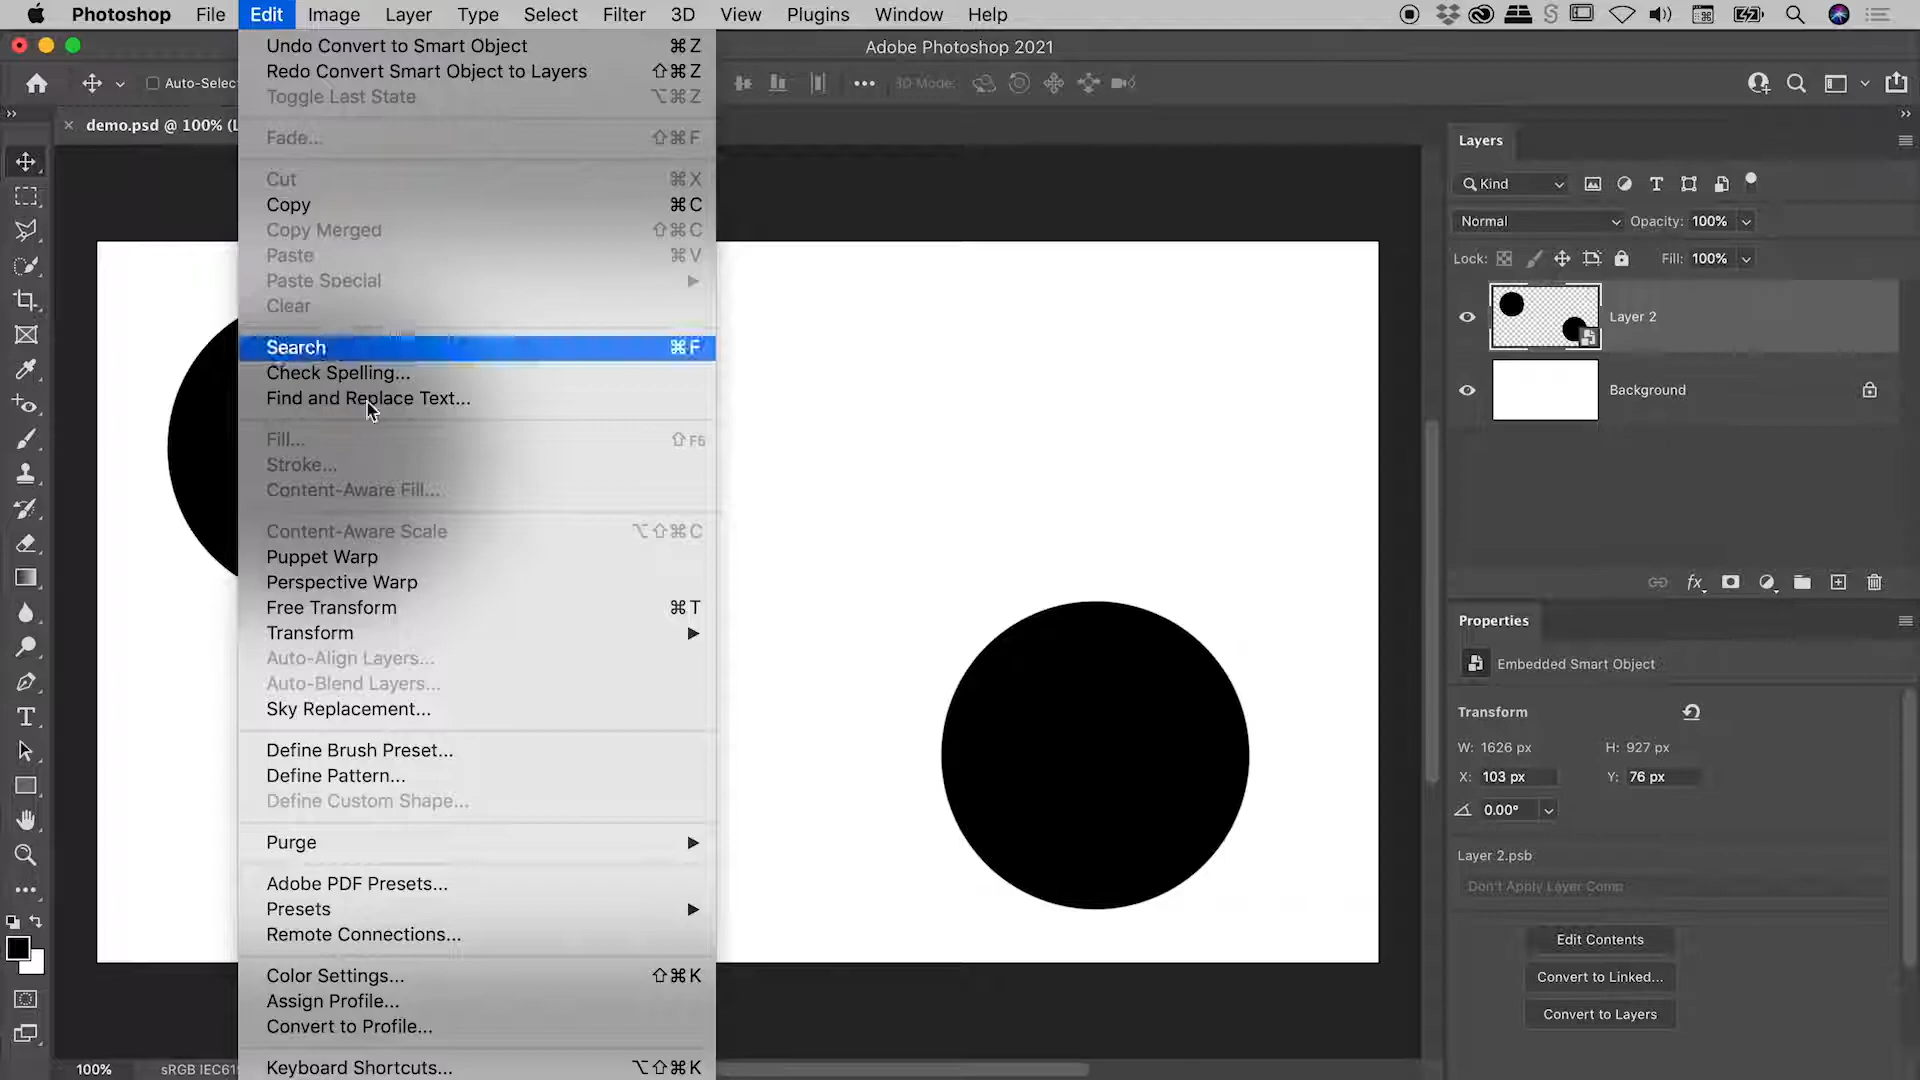 Photoshop File Edit Image Layer Type Select Filter 3D View Plugins Window Help
Adobe Photoshop 2021
Auto-Selec
3D Mode:
demo.psd @ 100% (L
Undo Convert to Smart Object ⌘Z
Redo Convert Smart Object to Layers ⇧⌘Z
Toggle Last State ⌥⌘Z
Fade... ⇧⌘F
Cut ⌘X
Copy ⌘C
Copy Merged ⇧⌘C
Paste ⌘V
Paste Special
Clear
Search ⌘F
Check Spelling...
Find and Replace Text...
Fill... ⇧F5
Stroke...
Content-Aware Fill...
Content-Aware Scale ⌥⇧⌘C
Puppet Warp
Perspective Warp
Free Transform ⌘T
Transform
Auto-Align Layers...
Auto-Blend Layers...
Sky Replacement...
Define Brush Preset...
Define Pattern...
Define Custom Shape...
Purge
Adobe PDF Presets...
Presets
Remote Connections...
Color Settings... ⇧⌘K
Assign Profile...
Convert to Profile...
Keyboard Shortcuts... ⌥⇧⌘K
Layers
Kind
Normal Opacity: 100%
Lock: Fill: 100%
Layer 2
Background
Properties
Embedded Smart Object
Transform
W: 1626 px H: 927 px
X: 103 px Y: 76 px
0.00°
Layer 2.psb
Don't Apply Layer Comp
Edit Contents
Convert to Linked...
Convert to Layers
100% sRGB IEC619